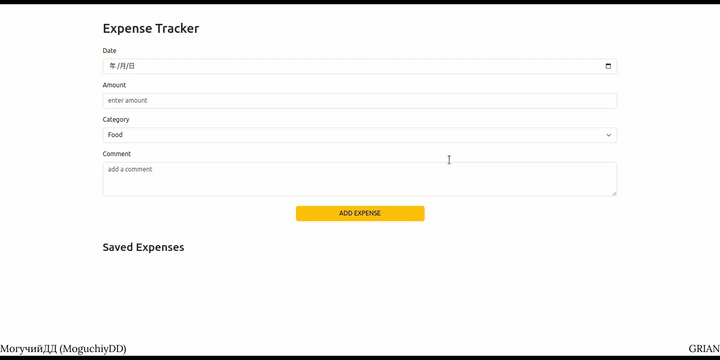 Expense Tracker
Date
年 /月/日
Amount
enter amount
Category
Food
Comment
add a comment
ADD EXPENSE
Saved Expenses
МогучийДД (MoguchiyDD)
GRIAN